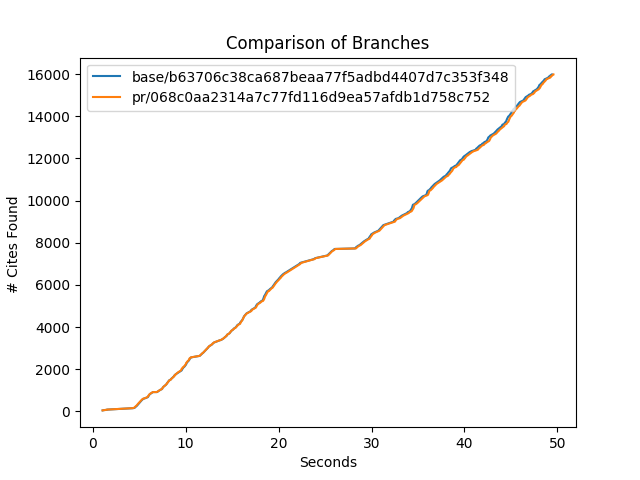 Comparison of Branches
base/b63706c38ca687beaa77f5adbd4407d7c353f348
pr/068c0aa2314a7c77fd116d9ea57afdb1d758c752
16000
14000
12000
10000
8000
6000
4000
2000
0
# Cites Found
0 10 20 30 40 50
Seconds